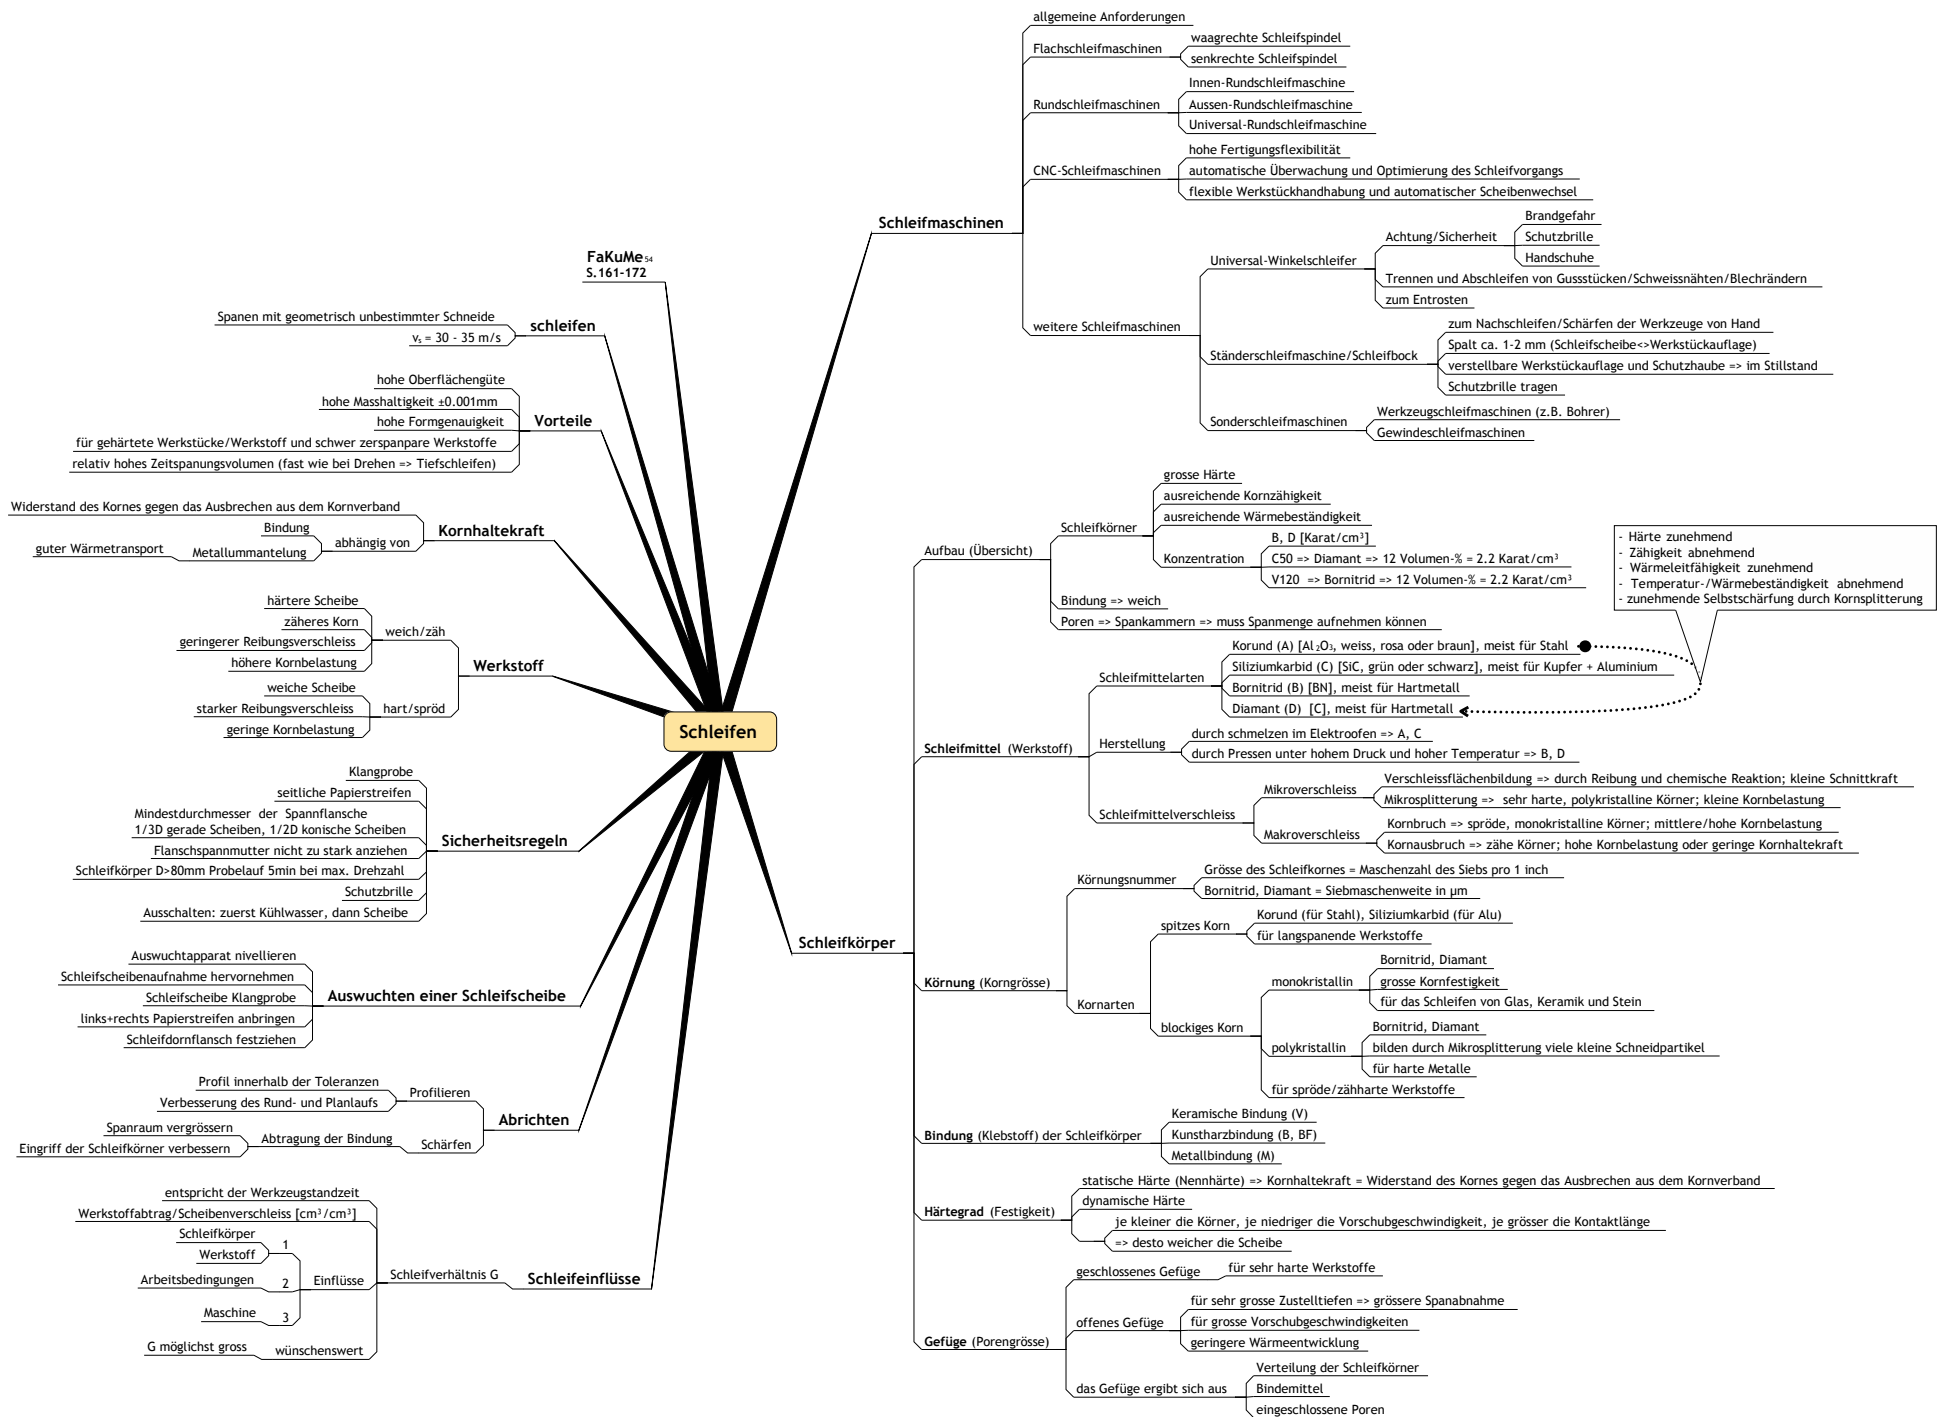 Schleifen
FaKuMe54
S.161-172
schleifen
Spanen mit geometrisch unbestimmter Schneide
vs = 30 - 35 m/s
Vorteile
hohe Oberflächengüte
hohe Masshaltigkeit ±0.001mm
hohe Formgenauigkeit
für gehärtete Werkstücke/Werkstoff und schwer zerspanpare Werkstoffe
relativ hohes Zeitspanungsvolumen (fast wie bei Drehen => Tiefschleifen)
Kornhaltekraft
Widerstand des Kornes gegen das Ausbrechen aus dem Kornverband
abhängig von
Bindung
Metallummantelung
guter Wärmetransport
Werkstoff
weich/zäh
härtere Scheibe
zäheres Korn
geringerer Reibungsverschleiss
höhere Kornbelastung
hart/spröd
weiche Scheibe
starker Reibungsverschleiss
geringe Kornbelastung
Sicherheitsregeln
Klangprobe
seitliche Papierstreifen
Mindestdurchmesser der Spannflansche
1/3D gerade Scheiben, 1/2D konische Scheiben
Flanschspannmutter nicht zu stark anziehen
Schleifkörper D>80mm Probelauf 5min bei max. Drehzahl
Schutzbrille
Ausschalten: zuerst Kühlwasser, dann Scheibe
Auswuchten einer Schleifscheibe
Auswuchtapparat nivellieren
Schleifscheibenaufnahme hervornehmen
Schleifscheibe Klangprobe
links+rechts Papierstreifen anbringen
Schleifdornflansch festziehen
Abrichten
Profilieren
Profil innerhalb der Toleranzen
Verbesserung des Rund- und Planlaufs
Schärfen
Abtragung der Bindung
Spanraum vergrössern
Eingriff der Schleifkörner verbessern
Schleifeinflüsse
Schleifverhältnis G
entspricht der Werkzeugstandzeit
Werkstoffabtrag/Scheibenverschleiss [cm³/cm³]
Einflüsse
1
Schleifkörper
Werkstoff
2
Arbeitsbedingungen
3
Maschine
wünschenswert
G möglichst gross
Schleifmaschinen
allgemeine Anforderungen
Flachschleifmaschinen
waagrechte Schleifspindel
senkrechte Schleifspindel
Rundschleifmaschinen
Innen-Rundschleifmaschine
Aussen-Rundschleifmaschine
Universal-Rundschleifmaschine
CNC-Schleifmaschinen
hohe Fertigungsflexibilität
automatische Überwachung und Optimierung des Schleifvorgangs
flexible Werkstückhandhabung und automatischer Scheibenwechsel
weitere Schleifmaschinen
Universal-Winkelschleifer
Achtung/Sicherheit
Brandgefahr
Schutzbrille
Handschuhe
Trennen und Abschleifen von Gussstücken/Schweissnähten/Blechrändern
zum Entrosten
Ständerschleifmaschine/Schleifbock
zum Nachschleifen/Schärfen der Werkzeuge von Hand
Spalt ca. 1-2 mm (Schleifscheibe<>Werkstückauflage)
verstellbare Werkstückauflage und Schutzhaube => im Stillstand
Schutzbrille tragen
Sonderschleifmaschinen
Werkzeugschleifmaschinen (z.B. Bohrer)
Gewindeschleifmaschinen
Schleifkörper
Aufbau (Übersicht)
Schleifkörner
grosse Härte
ausreichende Kornzähigkeit
ausreichende Wärmebeständigkeit
Konzentration
B, D [Karat/cm³]
C50 => Diamant => 12 Volumen-% = 2.2 Karat/cm³
V120 => Bornitrid => 12 Volumen-% = 2.2 Karat/cm³
Bindung => weich
Poren => Spankammern => muss Spanmenge aufnehmen können
Schleifmittel (Werkstoff)
Schleifmittelarten
Korund (A) [Al₂O₃, weiss, rosa oder braun], meist für Stahl
Siliziumkarbid (C) [SiC, grün oder schwarz], meist für Kupfer + Aluminium
Bornitrid (B) [BN], meist für Hartmetall
Diamant (D) [C], meist für Hartmetall
- Härte zunehmend
- Zähigkeit abnehmend
- Wärmeleitfähigkeit zunehmend
- Temperatur-/Wärmebeständigkeit abnehmend
- zunehmende Selbstschärfung durch Kornsplitterung
Herstellung
durch schmelzen im Elektroofen => A, C
durch Pressen unter hohem Druck und hoher Temperatur => B, D
Schleifmittelverschleiss
Mikroverschleiss
Verschleissflächenbildung => durch Reibung und chemische Reaktion; kleine Schnittkraft
Mikrosplitterung => sehr harte, polykristalline Körner; kleine Kornbelastung
Makroverschleiss
Kornbruch => spröde, monokristalline Körner; mittlere/hohe Kornbelastung
Kornausbruch => zähe Körner; hohe Kornbelastung oder geringe Kornhaltekraft
Körnung (Korngrösse)
Körnungsnummer
Grösse des Schleifkornes = Maschenzahl des Siebs pro 1 inch
Bornitrid, Diamant = Siebmaschenweite in µm
Kornarten
spitzes Korn
Korund (für Stahl), Siliziumkarbid (für Alu)
für langspanende Werkstoffe
blockiges Korn
monokristallin
Bornitrid, Diamant
grosse Kornfestigkeit
für das Schleifen von Glas, Keramik und Stein
polykristallin
Bornitrid, Diamant
bilden durch Mikrosplitterung viele kleine Schneidpartikel
für harte Metalle
für spröde/zähharte Werkstoffe
Bindung (Klebstoff) der Schleifkörper
Keramische Bindung (V)
Kunstharzbindung (B, BF)
Metallbindung (M)
Härtegrad (Festigkeit)
statische Härte (Nennhärte) => Kornhaltekraft = Widerstand des Kornes gegen das Ausbrechen aus dem Kornverband
dynamische Härte
je kleiner die Körner, je niedriger die Vorschubgeschwindigkeit, je grösser die Kontaktlänge
=> desto weicher die Scheibe
Gefüge (Porengrösse)
geschlossenes Gefüge
für sehr harte Werkstoffe
offenes Gefüge
für sehr grosse Zustelltiefen => grössere Spanabnahme
für grosse Vorschubgeschwindigkeiten
geringere Wärmeentwicklung
das Gefüge ergibt sich aus
Verteilung der Schleifkörner
Bindemittel
eingeschlossene Poren